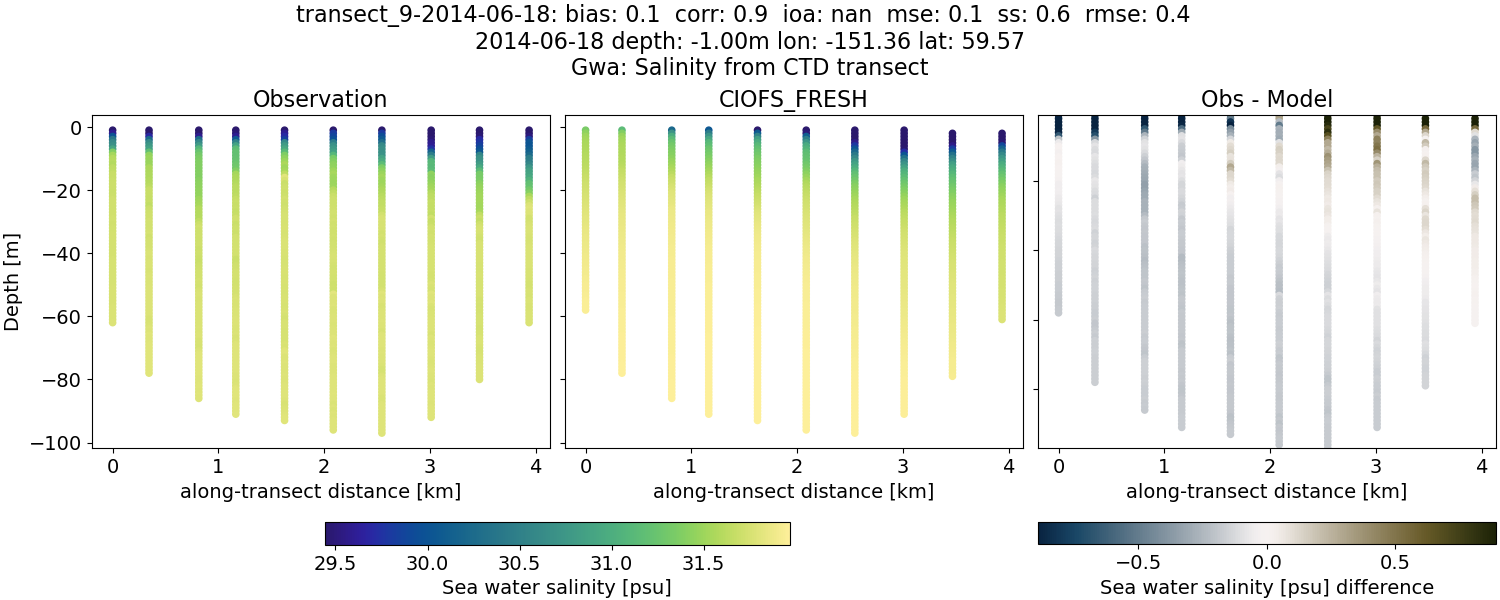 transect_9-2014-06-18: bias: 0.1  corr: 0.9  ioa: nan  mse: 0.1  ss: 0.6  rmse: 0.4
2014-06-18 depth: -1.00m lon: -151.36 lat: 59.57
Gwa: Salinity from CTD transect
Observation
CIOFS_FRESH
Obs - Model
Depth [m]
0
−20
−40
−60
−80
−100
0 1 2 3 4
0 1 2 3 4
0 1 2 3 4
along-transect distance [km]
along-transect distance [km]
along-transect distance [km]
29.5 30.0 30.5 31.0 31.5
Sea water salinity [psu]
−0.5 0.0 0.5
Sea water salinity [psu] difference